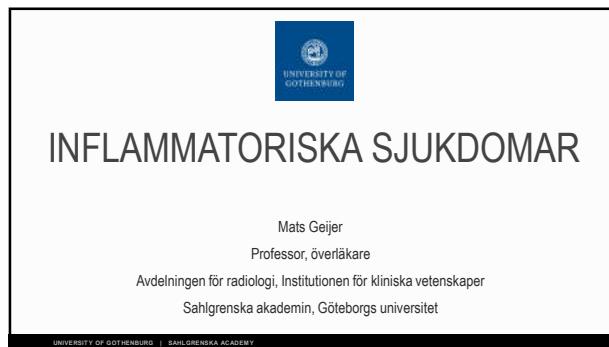 UNIVERSITY OF
GOTHENBURG
INFLAMMATORISKA SJUKDOMAR
Mats Geijer
Professor, överläkare
Avdelningen för radiologi, Institutionen för kliniska vetenskaper
Sahlgrenska akademin, Göteborgs universitet
UNIVERSITY OF GOTHENBURG | SAHLGRENSKA ACADEMY